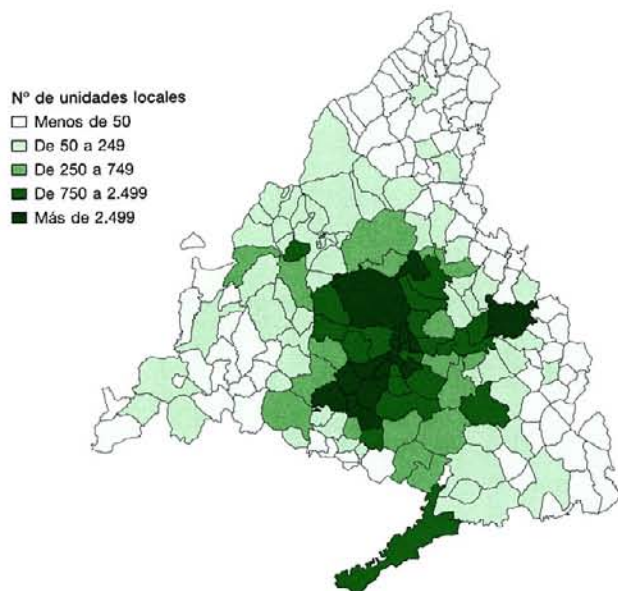 Nº de unidades locales
Menos de 50
De 50 a 249
De 250 a 749
De 750 a 2.499
Más de 2.499